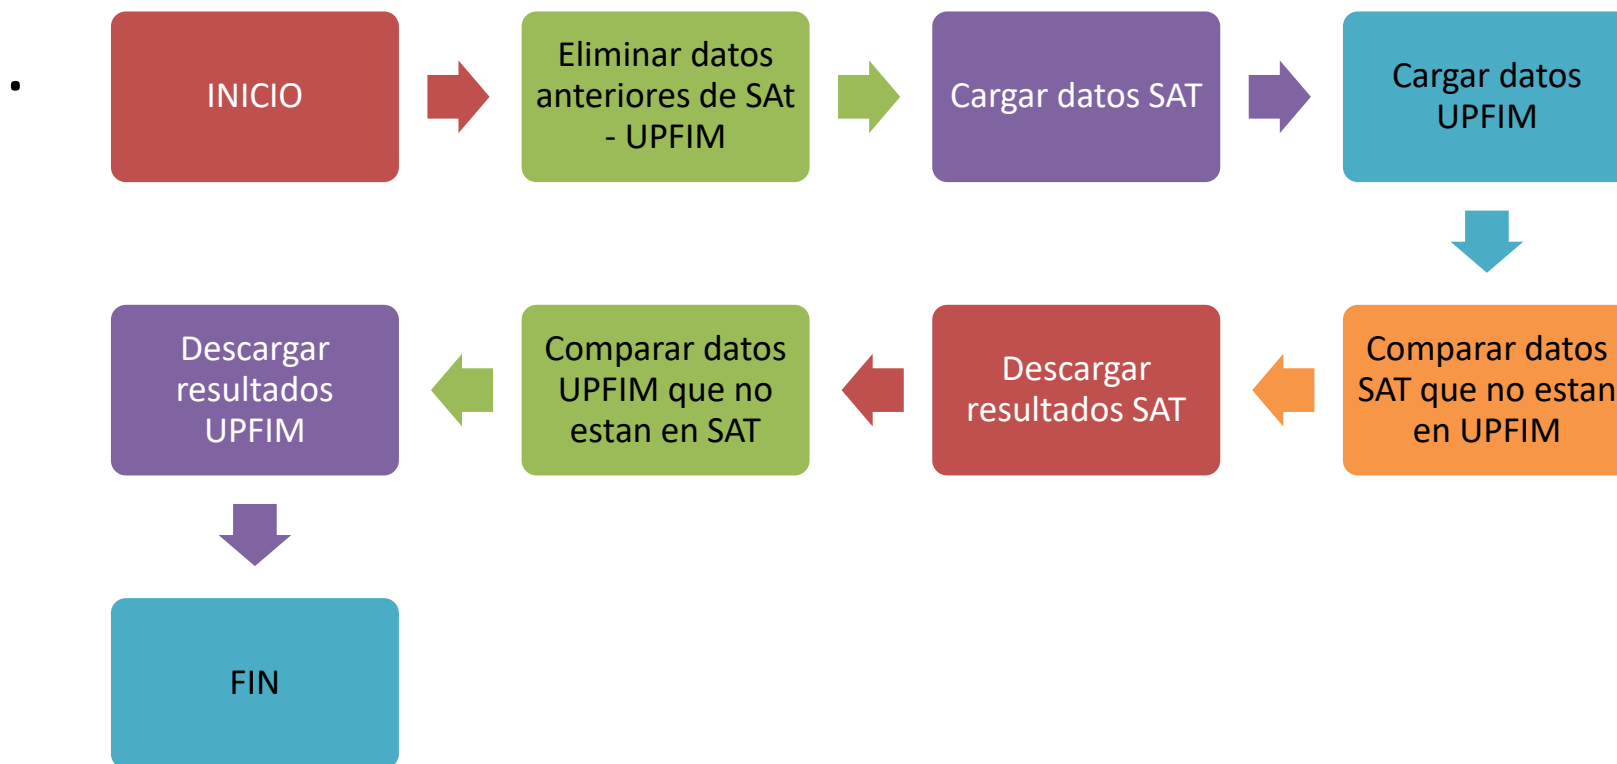 INICIO
Eliminar datos
anteriores de SAt
- UPFIM
Cargar datos SAT
Cargar datos
UPFIM
Comparar datos
SAT que no estan
en UPFIM
Descargar
resultados SAT
Comparar datos
UPFIM que no
estan en SAT
Descargar
resultados
UPFIM
FIN